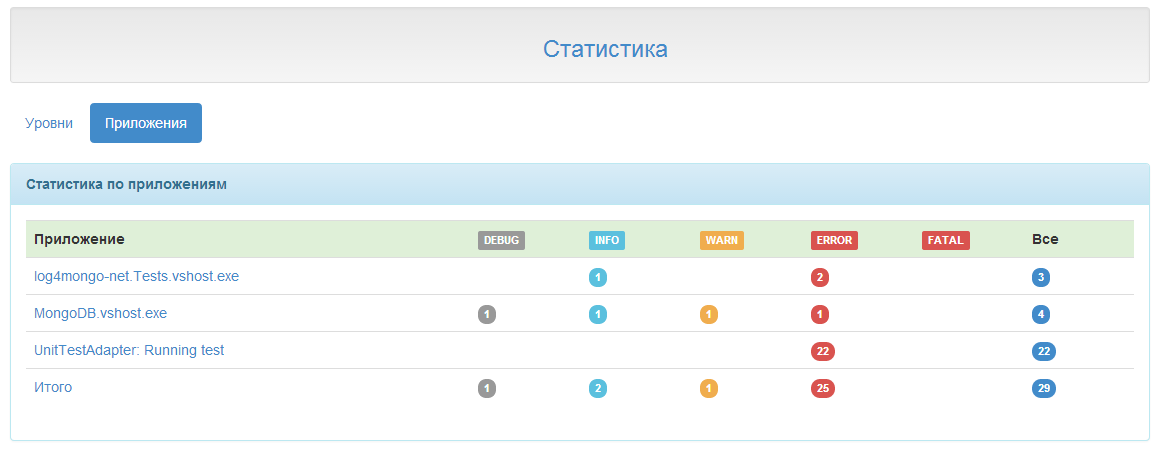 Статистика
Уровни Приложения
Статистика по приложениям
Приложение DEBUG INFO WARN ERROR FATAL Все
log4mongo-net.Tests.vshost.exe 1 2 3
MongoDB.vshost.exe 1 1 1 1 4
UnitTestAdapter: Running test 22 22
Итого 1 2 1 25 29